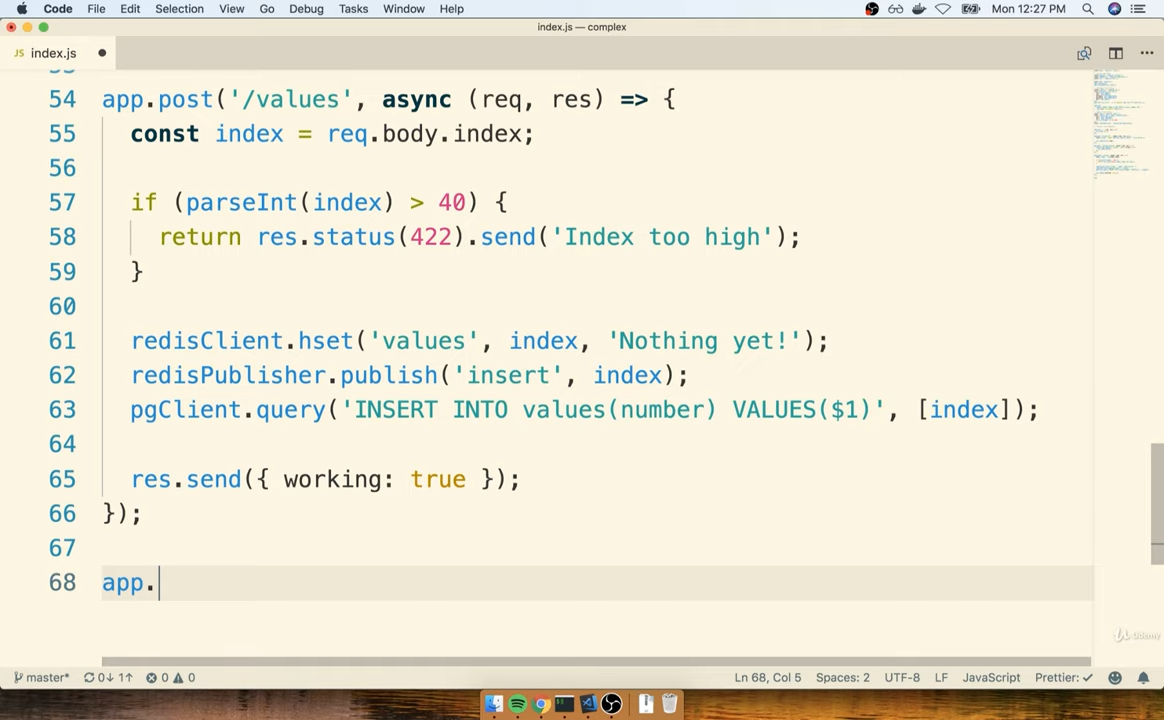 Code File Edit Selection View Go Debug Tasks Window Help Mon 12:27 PM
index.js — complex
JS index.js
54 app.post('/values', async (req, res) => {
55 const index = req.body.index;
56
57 if (parseInt(index) > 40) {
58 return res.status(422).send('Index too high');
59 }
60
61 redisClient.hset('values', index, 'Nothing yet!');
62 redisPublisher.publish('insert', index);
63 pgClient.query('INSERT INTO values(number) VALUES($1)', [index]);
64
65 res.send({ working: true });
66 });
67
68 app.
Udemy
master* 0↓ 1↑ 0 0 Ln 68, Col 5 Spaces: 2 UTF-8 LF JavaScript Prettier: ✓